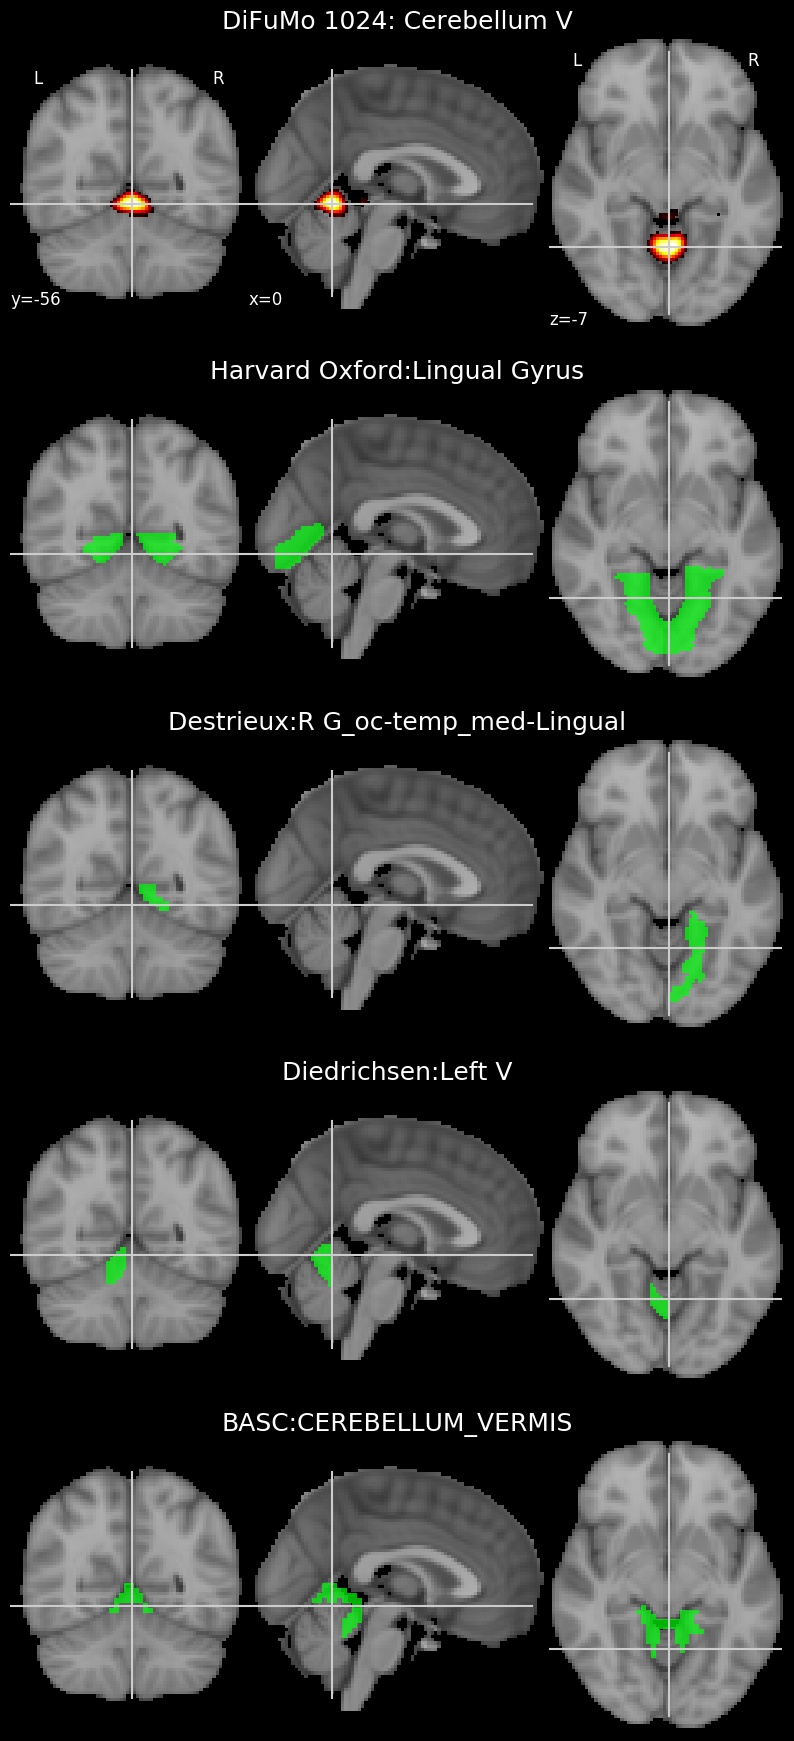 DiFuMo 1024: Cerebellum V
L R L R
y=-56 x=0 z=-7
Harvard Oxford:Lingual Gyrus
Destrieux:R G_oc-temp_med-Lingual
Diedrichsen:Left V
BASC:CEREBELLUM_VERMIS